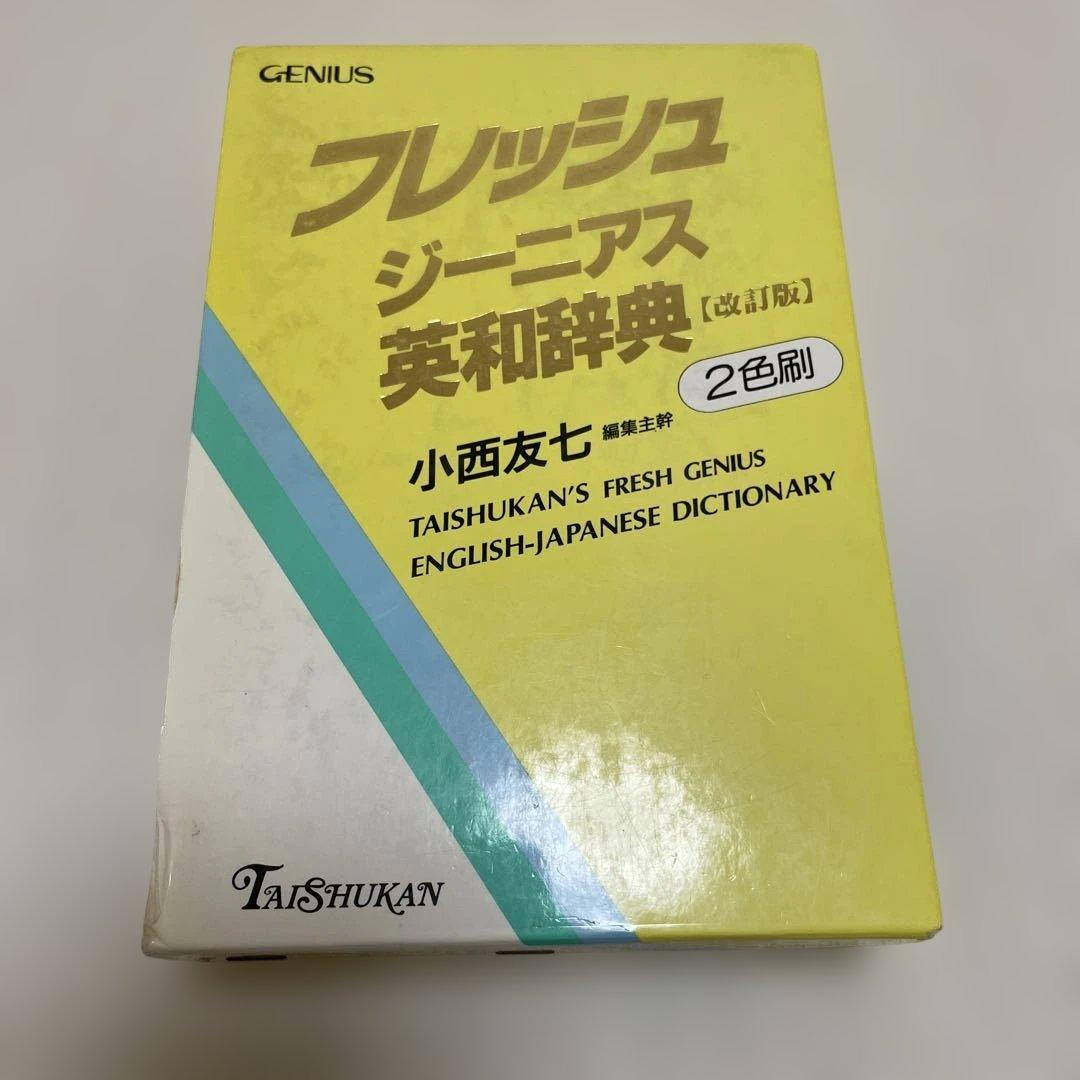 GENIUS
フレッシュ
ジーニアス
英和辞典【改訂版】
2色刷
小西友七 編集主幹
TAISHUKAN'S FRESH GENIUS
ENGLISH-JAPANESE DICTIONARY
TAISHUKAN